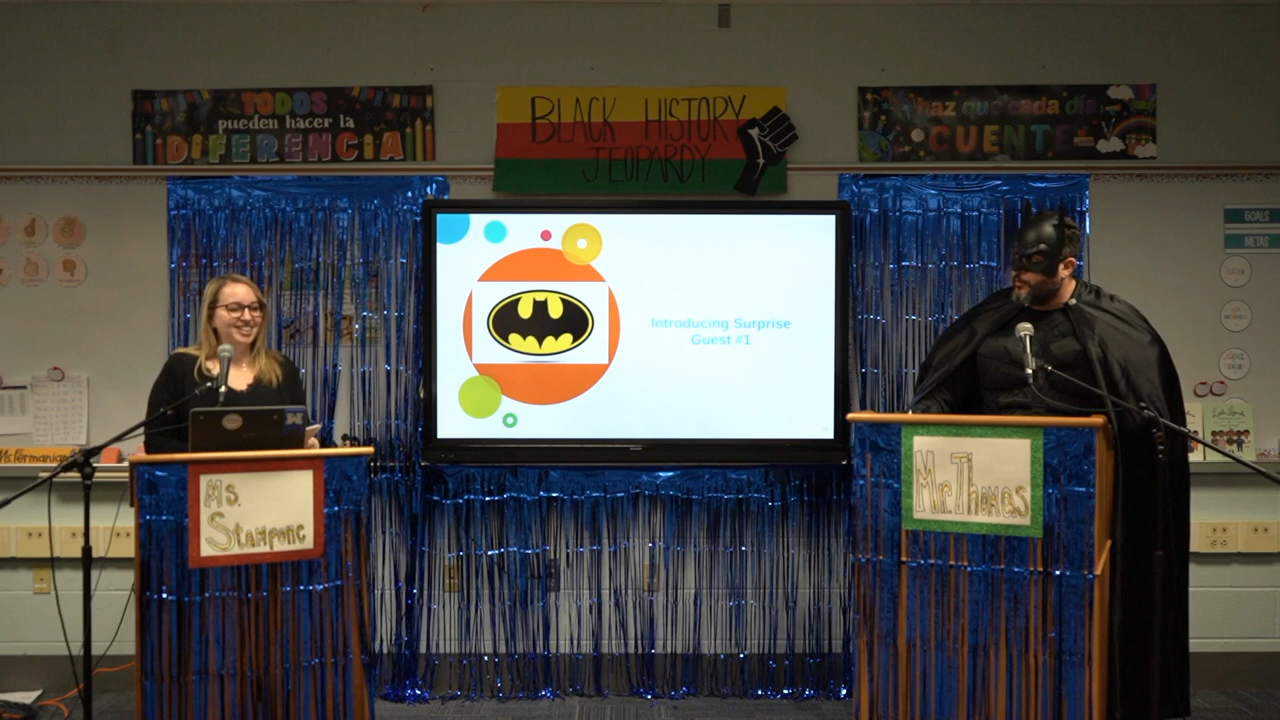 TODOS
pueden hacer la
DIFERENCIA
BLACK HISTORY
JEOPARDY
haz que cada día
CUENTE
GOALS
METAS
Introducing Surprise
Guest #1
Ms.
Stampone
Mr. Thomas